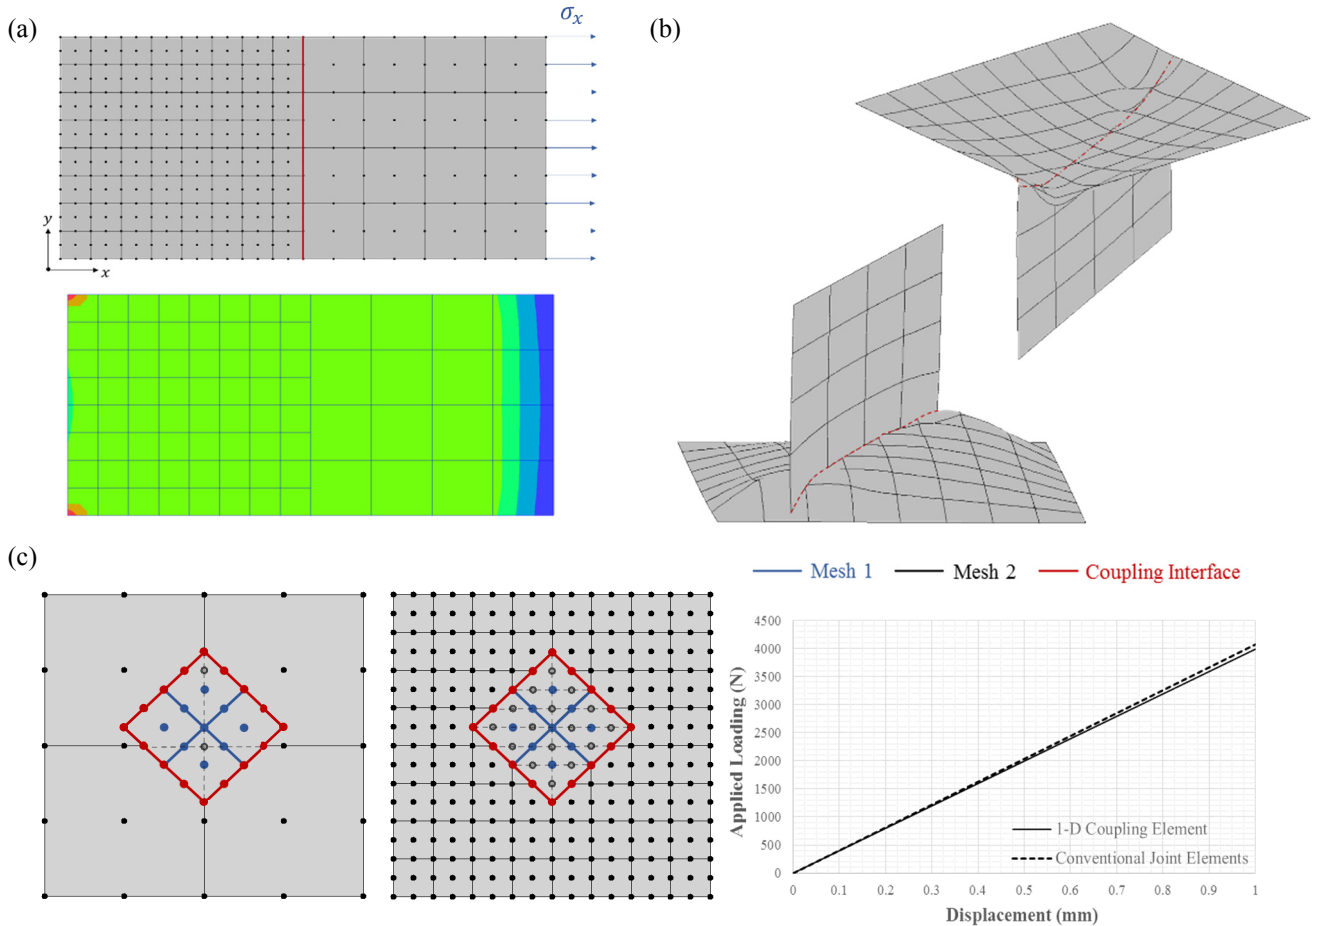 (a)
σx
(b)
y
x
(c)
Mesh 1 Mesh 2 Coupling Interface
4500
4000
3500
3000
2500
2000
1500
1000
500
0
Applied Loading (N)
1-D Coupling Element
Conventional Joint Elements
0 0.1 0.2 0.3 0.4 0.5 0.6 0.7 0.8 0.9 1
Displacement (mm)